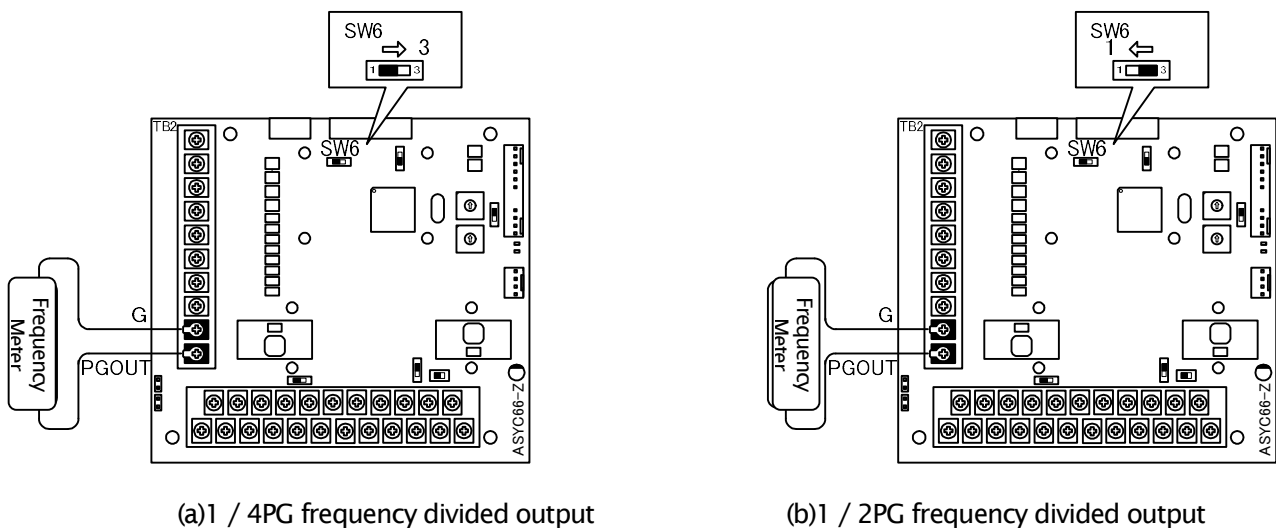 SW6
3
1 3
TB2
SW6
G
PGOUT
Frequency
Meter
ASYC66-Z
(a)1 / 4PG frequency divided output
SW6
1
1 3
TB2
SW6
G
PGOUT
Frequency
Meter
ASYC66-Z
(b)1 / 2PG frequency divided output